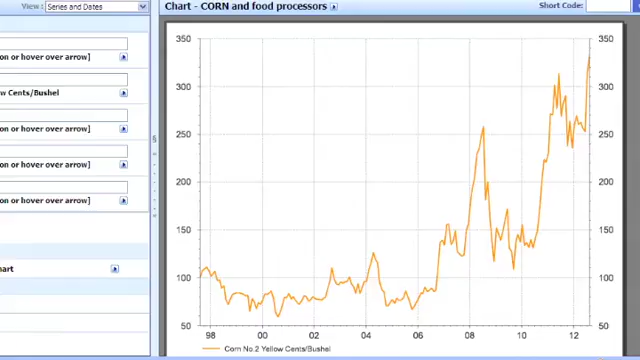 View : Series and Dates
Chart - CORN and food processors
Short Code:
on or hover over arrow]
w Cents/Bushel
on or hover over arrow]
on or hover over arrow]
on or hover over arrow]
hart
350
300
250
200
150
100
50
350
300
250
200
150
100
50
98 00 02 04 06 08 10 12
Corn No.2 Yellow Cents/Bushel